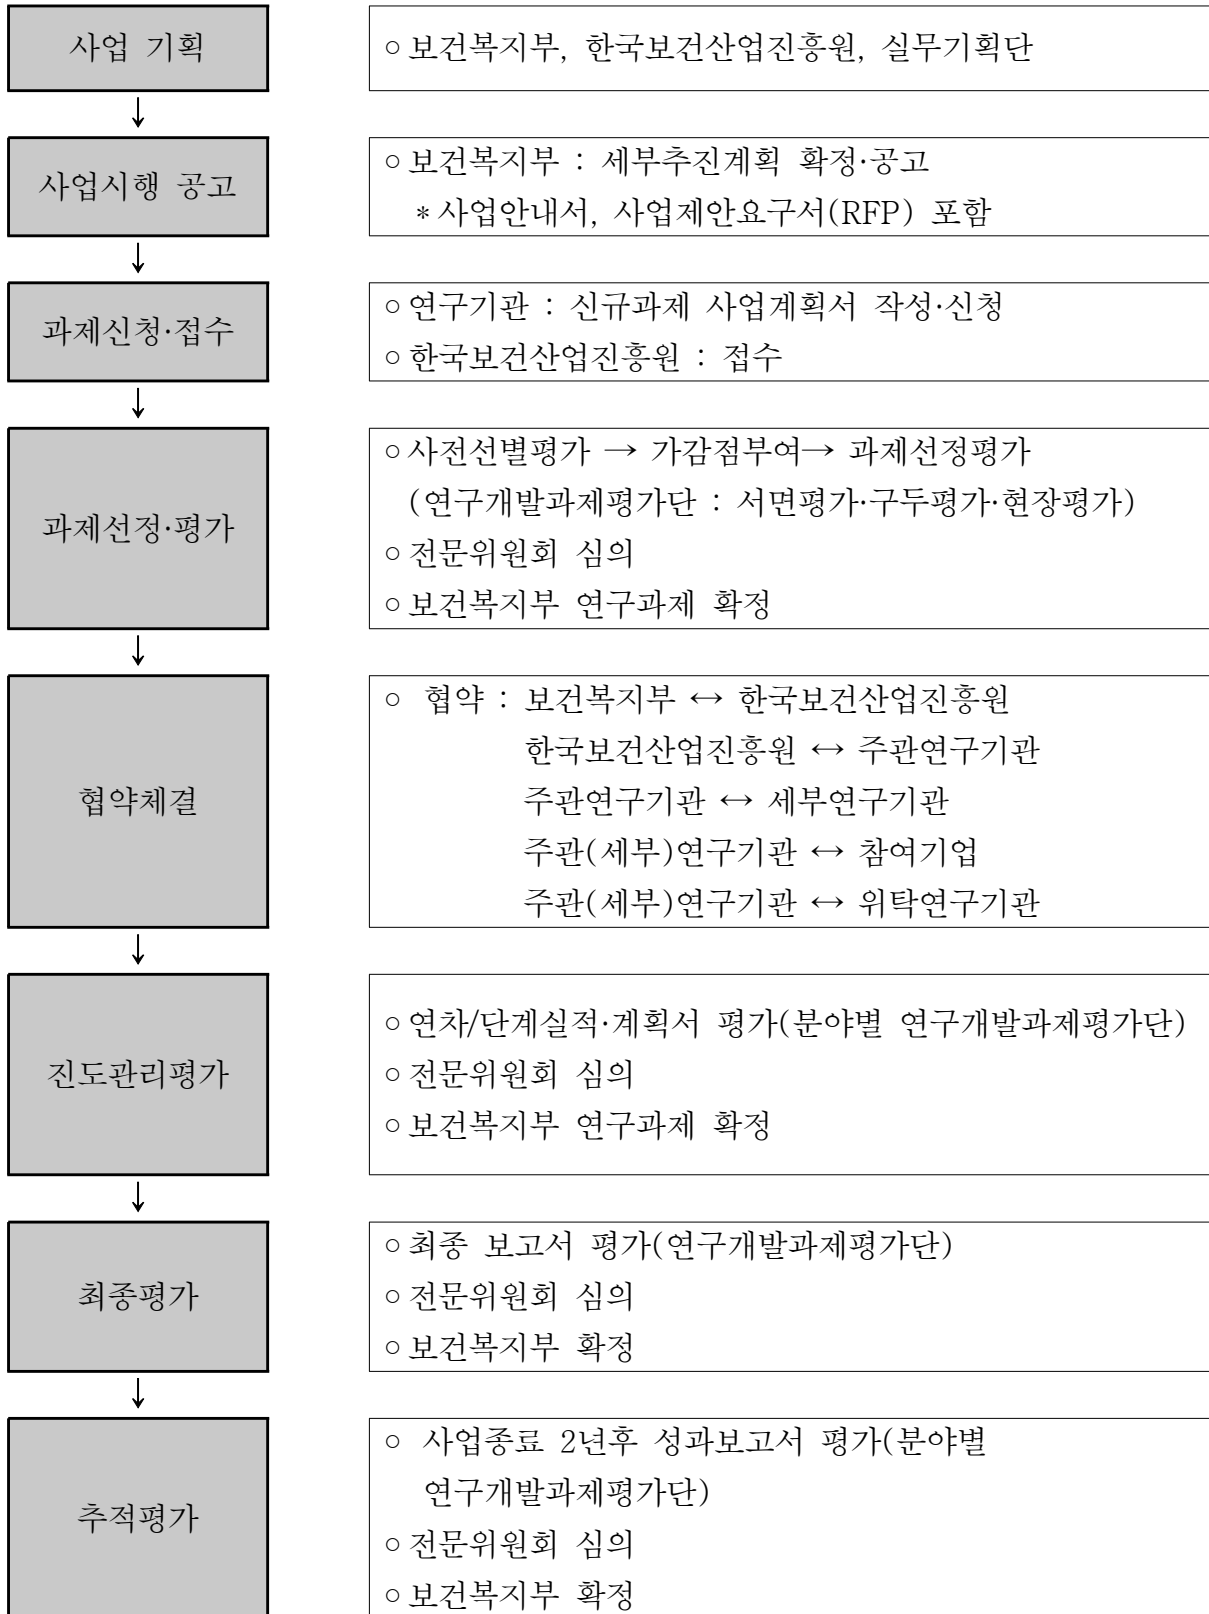 사업 기획
○ 보건복지부, 한국보건산업진흥원, 실무기획단
↓
사업시행 공고
○ 보건복지부 : 세부추진계획 확정·공고
* 사업안내서, 사업제안요구서(RFP) 포함
↓
과제신청·접수
○ 연구기관 : 신규과제 사업계획서 작성·신청
○ 한국보건산업진흥원 : 접수
↓
과제선정·평가
○ 사전선별평가 → 가감점부여→ 과제선정평가
(연구개발과제평가단 : 서면평가·구두평가·현장평가)
○ 전문위원회 심의
○ 보건복지부 연구과제 확정
↓
협약체결
○ 협약 : 보건복지부 ↔ 한국보건산업진흥원
한국보건산업진흥원 ↔ 주관연구기관
주관연구기관 ↔ 세부연구기관
주관(세부)연구기관 ↔ 참여기업
주관(세부)연구기관 ↔ 위탁연구기관
↓
진도관리평가
○ 연차/단계실적·계획서 평가(분야별 연구개발과제평가단)
○ 전문위원회 심의
○ 보건복지부 연구과제 확정
↓
최종평가
○ 최종 보고서 평가(연구개발과제평가단)
○ 전문위원회 심의
○ 보건복지부 확정
↓
추적평가
○ 사업종료 2년후 성과보고서 평가(분야별
연구개발과제평가단)
○ 전문위원회 심의
○ 보건복지부 확정